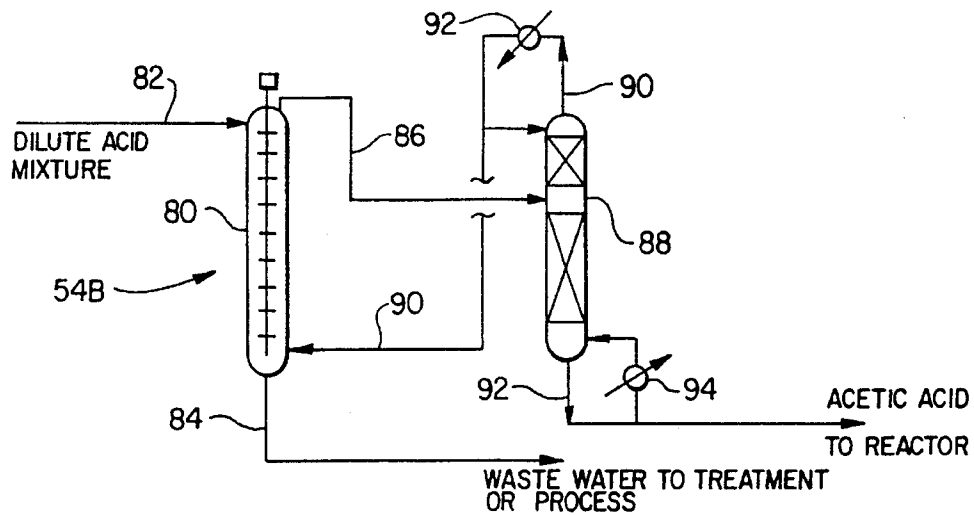 92
82
90
DILUTE ACID
MIXTURE
86
80
88
54B
90
92
94
ACETIC ACID
84
TO REACTOR
WASTE WATER TO TREATMENT
OR PROCESS